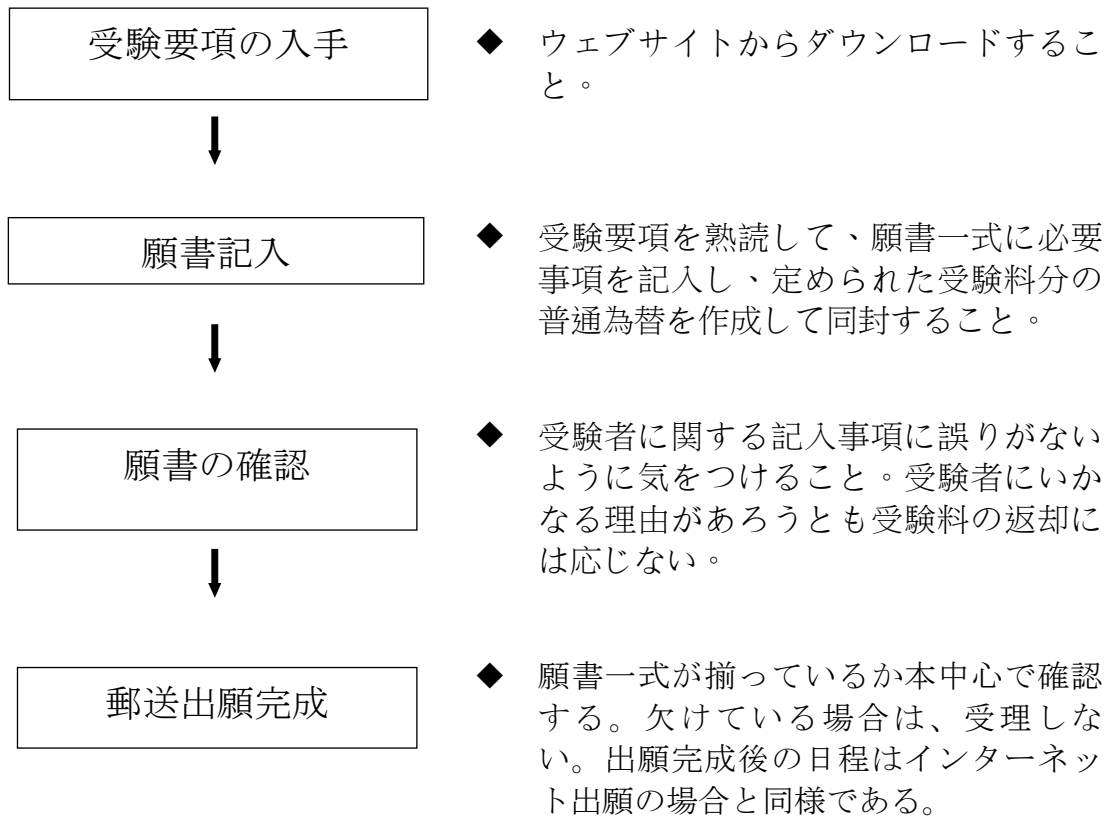 受験要項の入手
◆ ウェブサイトからダウンロードするこ
と。
願書記入
◆ 受験要項を熟読して、願書一式に必要
事項を記入し、定められた受験料分の
普通為替を作成して同封すること。
願書の確認
◆ 受験者に関する記入事項に誤りがない
ように気をつけること。受験者にいか
なる理由があろうとも受験料の返却に
は応じない。
郵送出願完成
◆ 願書一式が揃っているか本中心で確認
する。欠けている場合は、受理しな
い。出願完成後の日程はインターネッ
ト出願の場合と同様である。